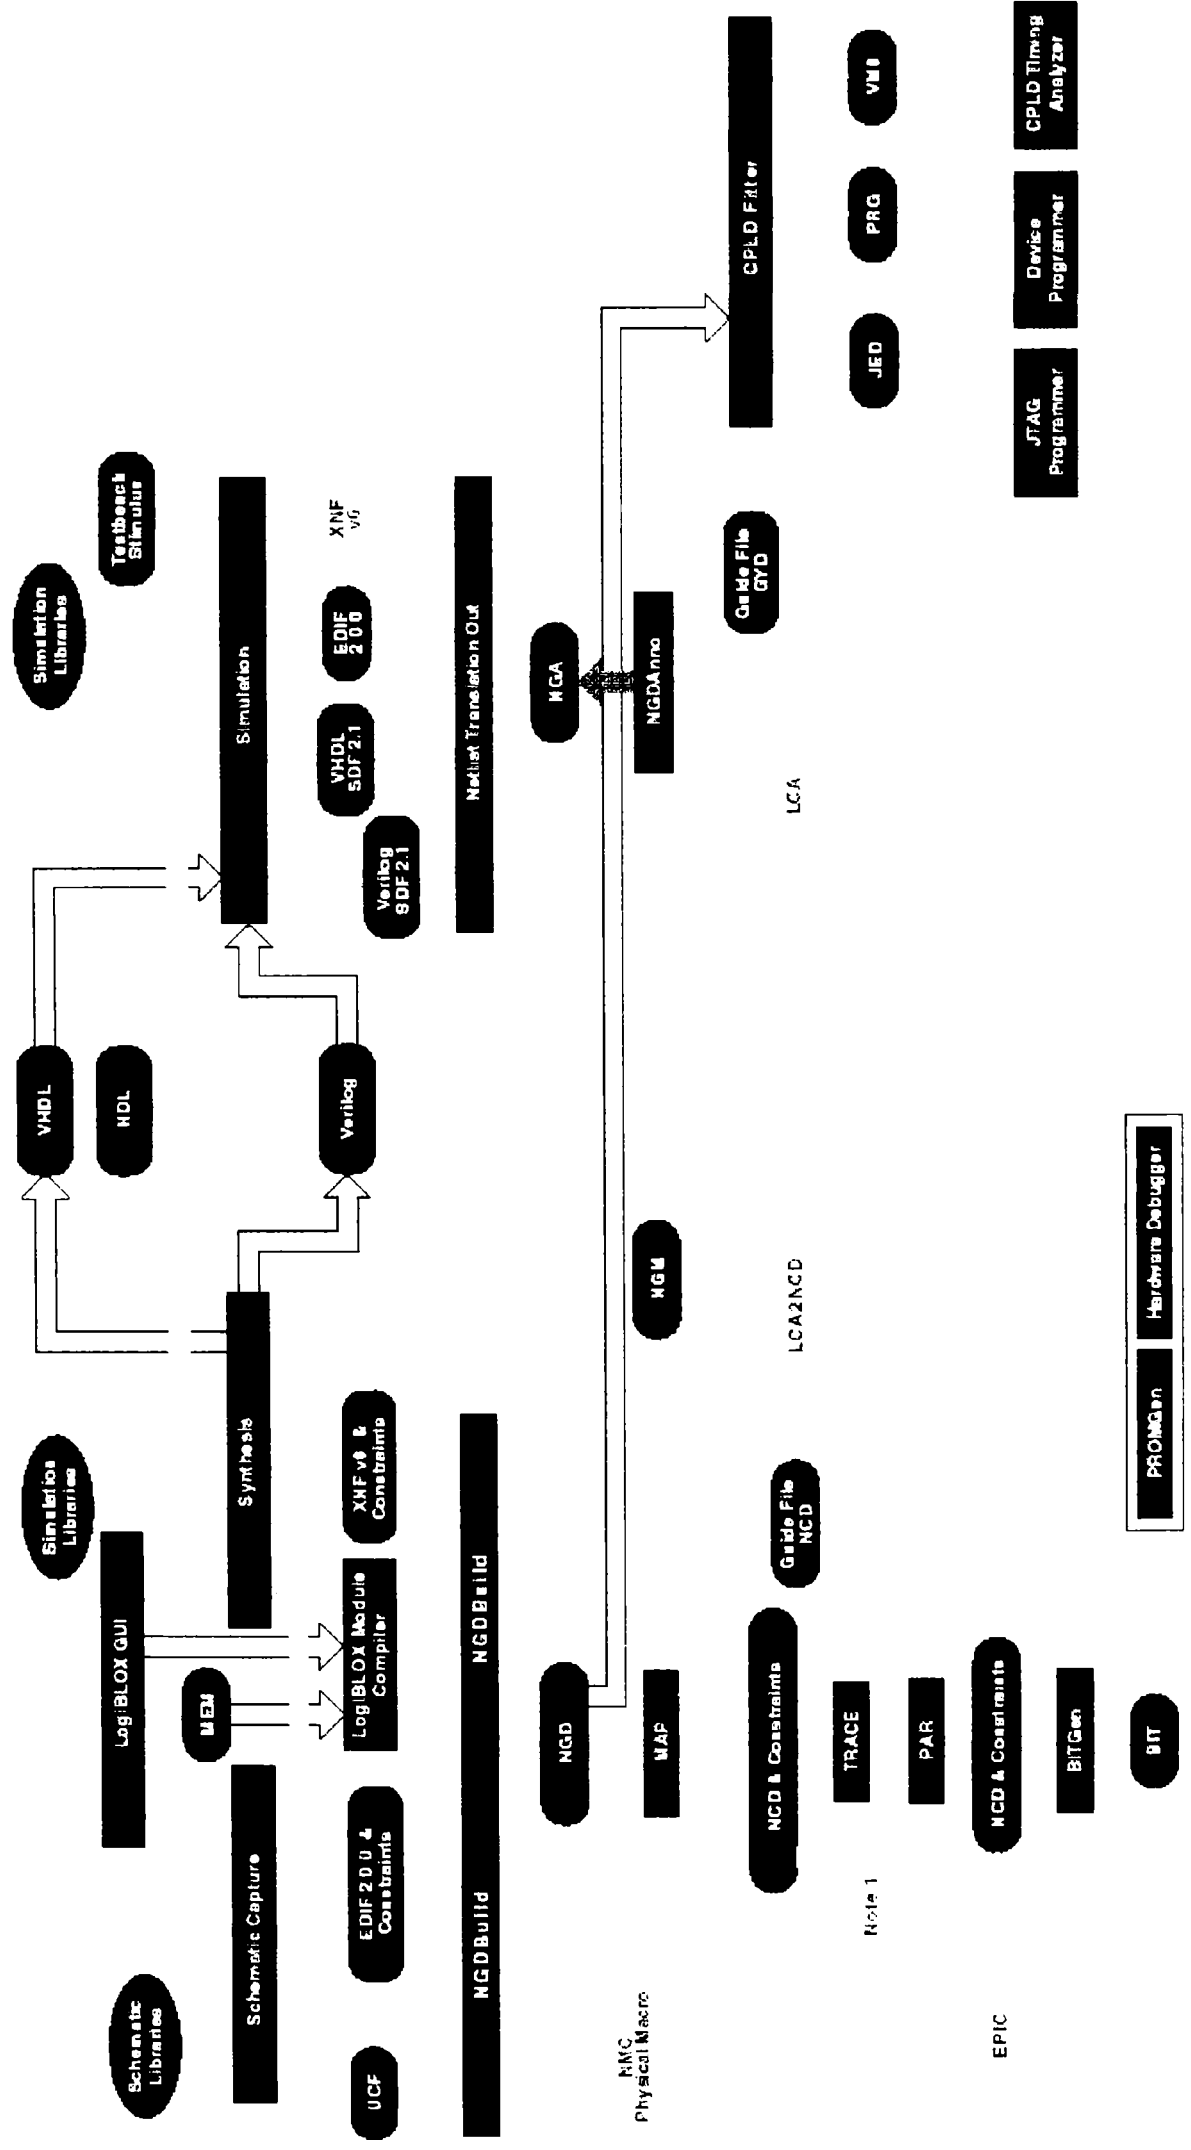 Schematic
Libraries
LogiBLOX GUI
Simulation
Libraries
VHDL
HDL
Simulation
Libraries
Testbench
Stimulus
MEM
Schematic Capture
Synthesis
Simulation
UCF
EDIF 2 0 0 &
Constraints
LogiBLOX Module
Compiler
XNF v6 &
Constraints
Verilog
Verilog
SDF 2.1
VHDL
SDF 2.1
EDIF
2 0 0
XNF
v6
NGDBuild
NGDBuild
Netlist Translation Out
NGD
NGA
NMC
Physical Macro
MAP
NGM
NGDAnno
NCD & Constraints
Guide File
NCD
LCA2NCD
LCA
Guide File
GYD
CPLD Fitter
Note 1
TRACE
PAR
JED
PRG
VM6
EPIC
NCD & Constraints
BITGen
JTAG
Programmer
Device
Programmer
CPLD Timing
Analyzer
BIT
PROMGen
Hardware Debugger